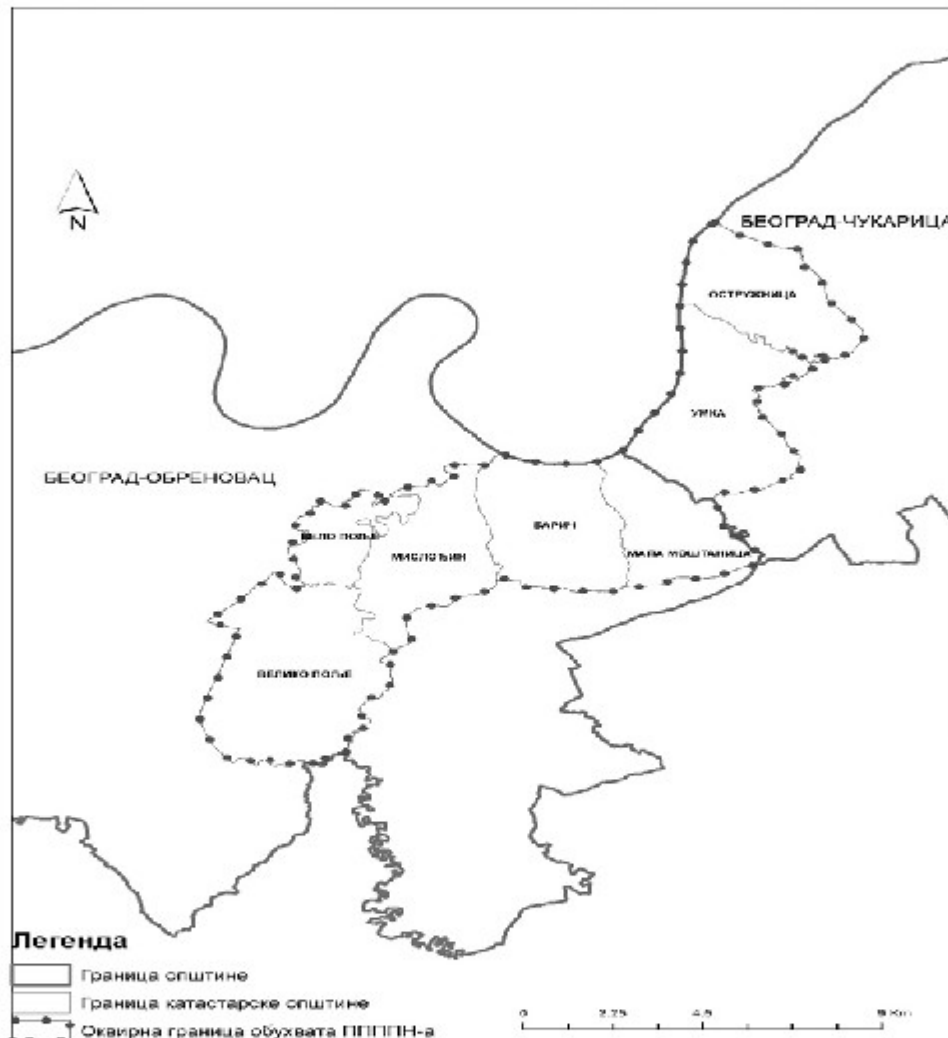 N
БЕОГРАД-ЧУКАРИЦА
ОСТРУЖНИЦА
УМКА
БЕОГРАД-ОБРЕНОВАЦ
БАРИЧ
МИСЛОЂИН
МАЛА МОШТАНИЦА
ВЕЛИКО ПОЉЕ
Легенда
Граница општине
Граница катастарске општине
Оквирна граница обухвата ППППН-а
0 2.25 4.5 9 Km